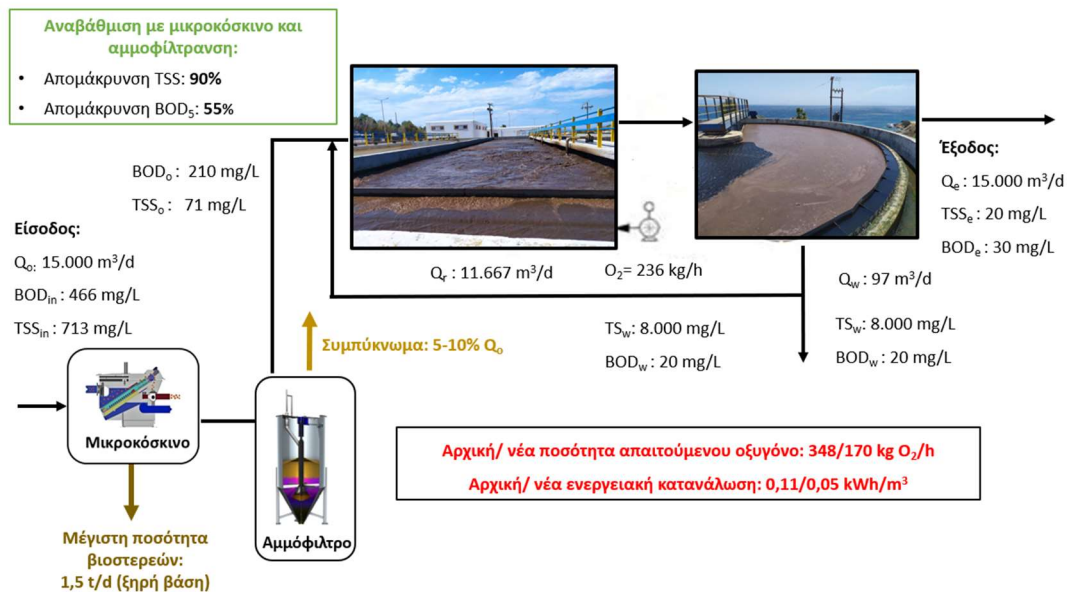 Αναβάθμιση με μικροκόσκινο και
αμμοφίλτρανση:
• Απομάκρυνση TSS: 90%
• Απομάκρυνση BOD5: 55%
BODo : 210 mg/L
TSSo : 71 mg/L
Είσοδος:
Qo: 15.000 m³/d
BODin : 466 mg/L
TSSin : 713 mg/L
Μικροκόσκινο
Μέγιστη ποσότητα
βιοστερεών:
1,5 t/d (ξηρή βάση)
Συμπύκνωμα: 5-10% Qo
Αμμόφιλτρο
Qr : 11.667 m³/d
O2= 236 kg/h
Έξοδος:
Qe : 15.000 m³/d
TSSe : 20 mg/L
BODe : 30 mg/L
Qw : 97 m³/d
TSw: 8.000 mg/L
BODw : 20 mg/L
TSw : 8.000 mg/L
BODw : 20 mg/L
Αρχική/ νέα ποσότητα απαιτούμενου οξυγόνο: 348/170 kg O2/h
Αρχική/ νέα ενεργειακή κατανάλωση: 0,11/0,05 kWh/m³